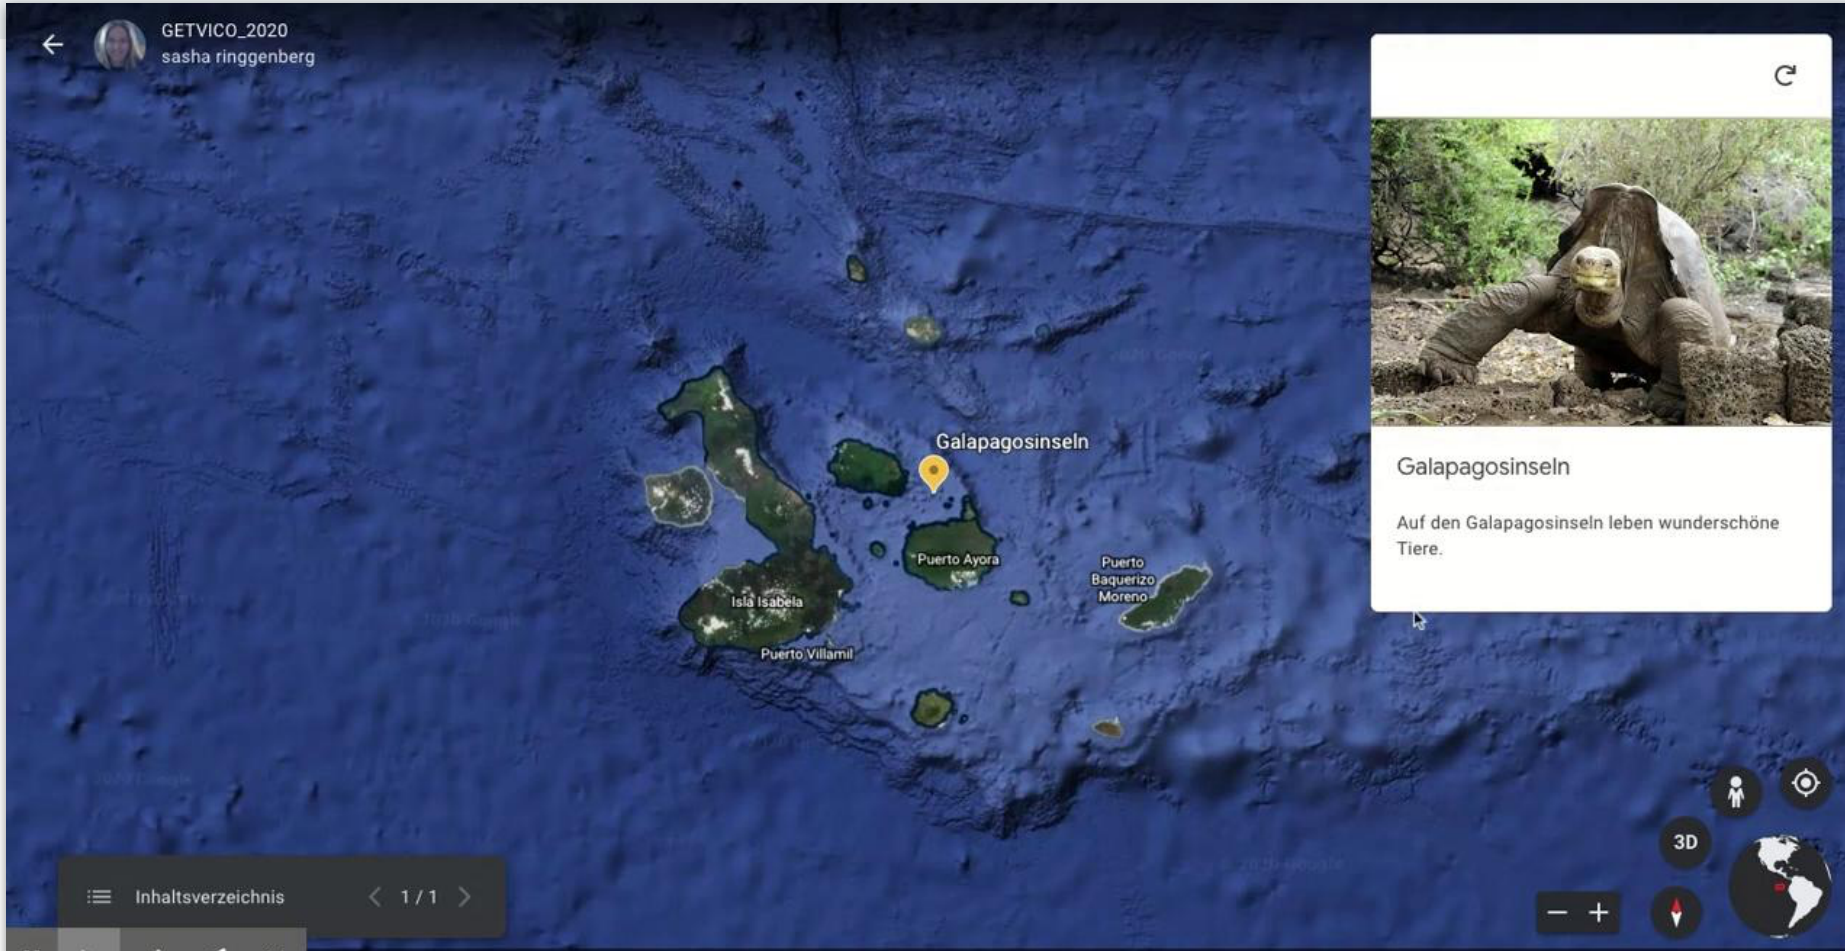 GETVICO_2020
sasha ringgenberg
Galapagosinseln
Puerto Ayora
Puerto
Baquerizo
Moreno
Isla Isabela
Puerto Villamil
Galapagosinseln
Auf den Galapagosinseln leben wunderschöne
Tiere.
Inhaltsverzeichnis
1 / 1
3D